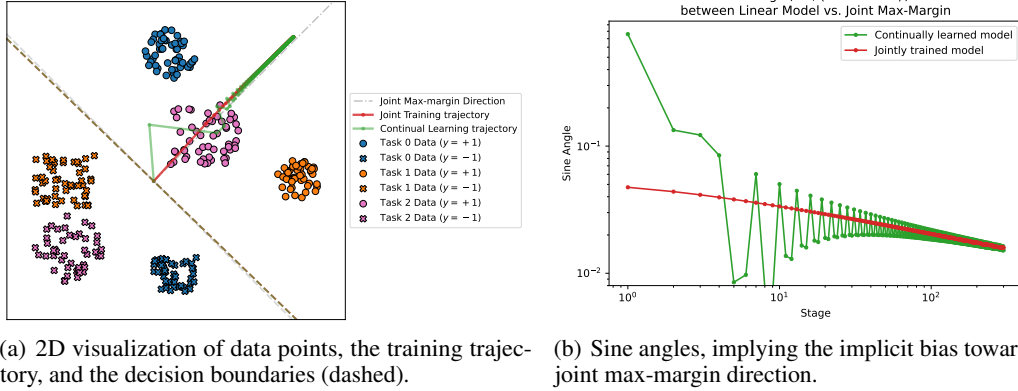 between Linear Model vs. Joint Max-Margin
Joint Max-margin Direction
Joint Training trajectory
Continual Learning trajectory
Task 0 Data (y = +1)
Task 0 Data (y = −1)
Task 1 Data (y = +1)
Task 1 Data (y = −1)
Task 2 Data (y = +1)
Task 2 Data (y = −1)
Continually learned model
Jointly trained model
Sine Angle
10⁻¹
10⁻²
10⁰
10¹
10²
Stage
(a) 2D visualization of data points, the training trajec-
tory, and the decision boundaries (dashed).
(b) Sine angles, implying the implicit bias towar
joint max-margin direction.